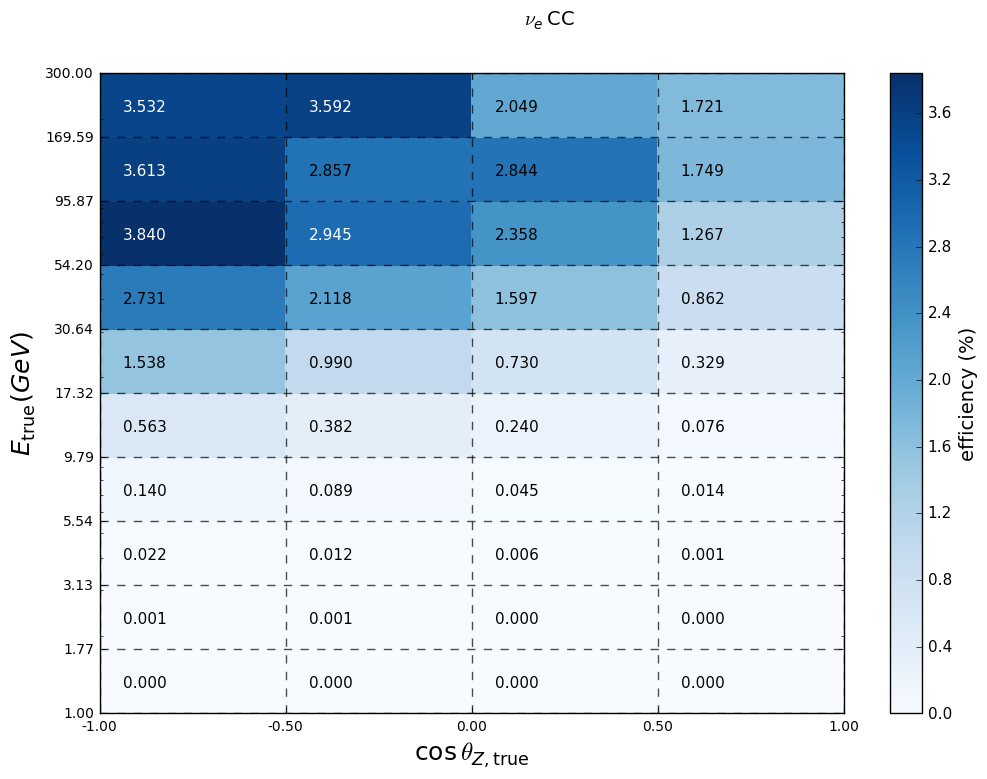 ν_e CC
300.00
3.532 3.592 2.049 1.721
169.59
3.613 2.857 2.844 1.749
95.87
3.840 2.945 2.358 1.267
54.20
2.731 2.118 1.597 0.862
30.64
1.538 0.990 0.730 0.329
17.32
0.563 0.382 0.240 0.076
9.79
0.140 0.089 0.045 0.014
5.54
0.022 0.012 0.006 0.001
3.13
0.001 0.001 0.000 0.000
1.77
0.000 0.000 0.000 0.000
1.00
-1.00 -0.50 0.00 0.50 1.00
cos θ_{Z, true}
E_{true} (GeV)
3.6
3.2
2.8
2.4
2.0
1.6
1.2
0.8
0.4
0.0
efficiency (%)